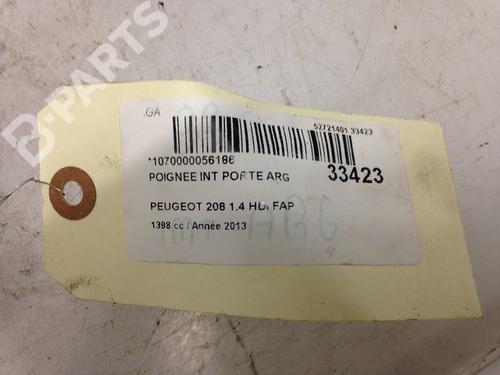 B-PARTS
.GA
52721401 33423
*1070000056186
POIGNEE INT PORTE ARG
33423
PEUGEOT 208 1.4 HDI FAP
1398 cc / Année 2013